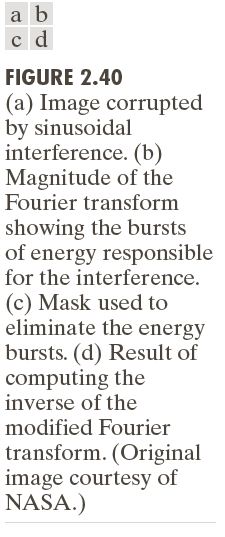 a b
c d
FIGURE 2.40
(a) Image corrupted
by sinusoidal
interference. (b)
Magnitude of the
Fourier transform
showing the bursts
of energy responsible
for the interference.
(c) Mask used to
eliminate the energy
bursts. (d) Result of
computing the
inverse of the
modified Fourier
transform. (Original
image courtesy of
NASA.)